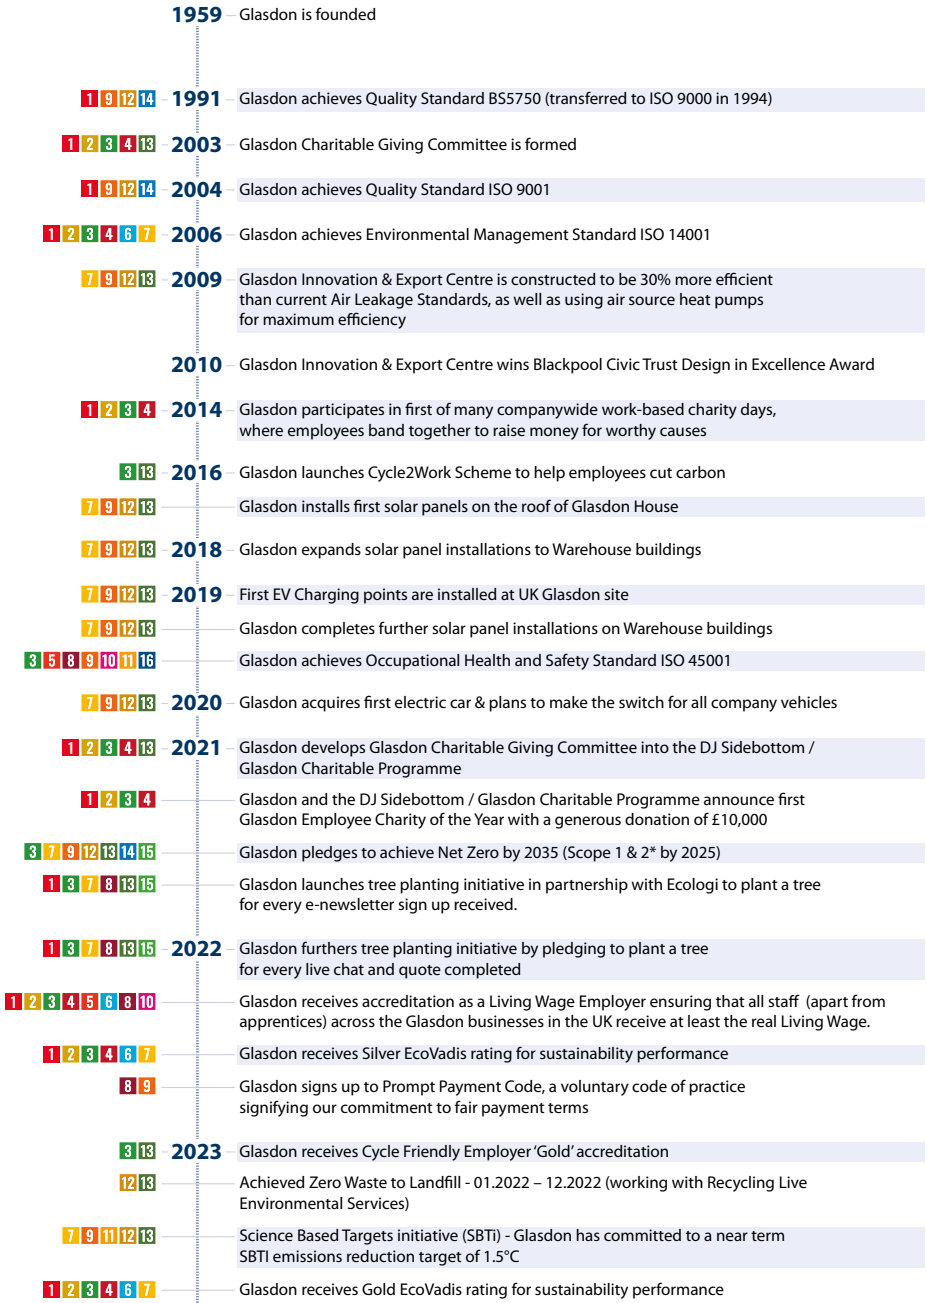 1959 Glasdon is founded
1 9 12 14 1991 Glasdon achieves Quality Standard BS5750 (transferred to ISO 9000 in 1994)
1 2 3 4 13 2003 Glasdon Charitable Giving Committee is formed
1 9 12 14 2004 Glasdon achieves Quality Standard ISO 9001
1 2 3 4 6 7 2006 Glasdon achieves Environmental Management Standard ISO 14001
7 9 12 13 2009 Glasdon Innovation & Export Centre is constructed to be 30% more efficient
than current Air Leakage Standards, as well as using air source heat pumps
for maximum efficiency
2010 Glasdon Innovation & Export Centre wins Blackpool Civic Trust Design in Excellence Award
1 2 3 4 2014 Glasdon participates in first of many companywide work-based charity days,
where employees band together to raise money for worthy causes
3 13 2016 Glasdon launches Cycle2Work Scheme to help employees cut carbon
7 9 12 13 Glasdon installs first solar panels on the roof of Glasdon House
7 9 12 13 2018 Glasdon expands solar panel installations to Warehouse buildings
7 9 12 13 2019 First EV Charging points are installed at UK Glasdon site
7 9 12 13 Glasdon completes further solar panel installations on Warehouse buildings
3 5 8 9 10 11 16 Glasdon achieves Occupational Health and Safety Standard ISO 45001
7 9 12 13 2020 Glasdon acquires first electric car & plans to make the switch for all company vehicles
1 2 3 4 13 2021 Glasdon develops Glasdon Charitable Giving Committee into the DJ Sidebottom /
Glasdon Charitable Programme
1 2 3 4 Glasdon and the DJ Sidebottom / Glasdon Charitable Programme announce first
Glasdon Employee Charity of the Year with a generous donation of £10,000
3 7 9 12 13 14 15 Glasdon pledges to achieve Net Zero by 2035 (Scope 1 & 2* by 2025)
1 3 7 8 13 15 Glasdon launches tree planting initiative in partnership with Ecologi to plant a tree
for every e-newsletter sign up received.
1 3 7 8 13 15 2022 Glasdon furthers tree planting initiative by pledging to plant a tree
for every live chat and quote completed
1 2 3 4 5 6 8 10 Glasdon receives accreditation as a Living Wage Employer ensuring that all staff (apart from
apprentices) across the Glasdon businesses in the UK receive at least the real Living Wage.
1 2 3 4 6 7 Glasdon receives Silver EcoVadis rating for sustainability performance
8 9 Glasdon signs up to Prompt Payment Code, a voluntary code of practice
signifying our commitment to fair payment terms
3 13 2023 Glasdon receives Cycle Friendly Employer ‘Gold’ accreditation
12 13 Achieved Zero Waste to Landfill - 01.2022 – 12.2022 (working with Recycling Live
Environmental Services)
7 9 11 12 13 Science Based Targets initiative (SBTi) - Glasdon has committed to a near term
SBTI emissions reduction target of 1.5°C
1 2 3 4 6 7 Glasdon receives Gold EcoVadis rating for sustainability performance